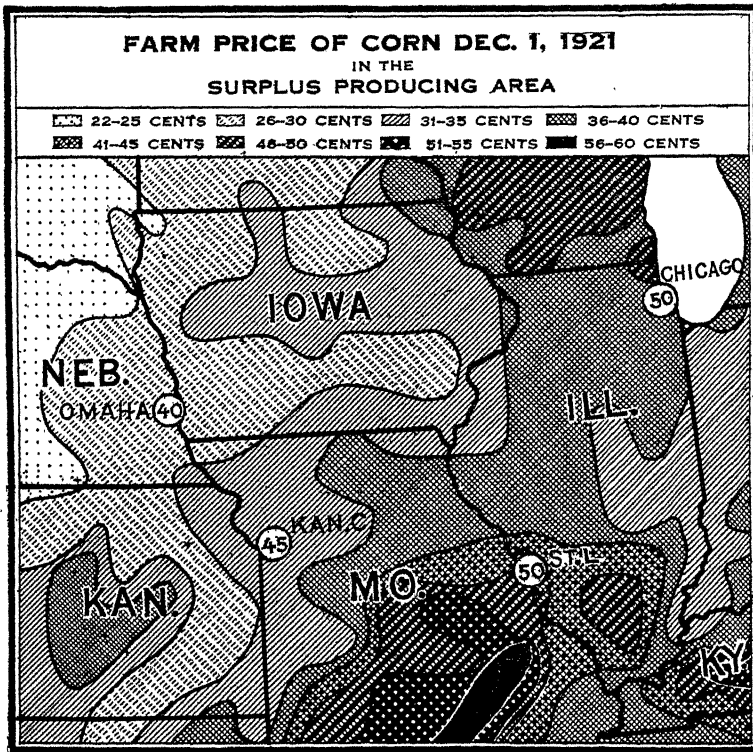 FARM PRICE OF CORN DEC. 1, 1921
IN THE
SURPLUS PRODUCING AREA
22-25 CENTS 26-30 CENTS 31-35 CENTS 36-40 CENTS
41-45 CENTS 46-50 CENTS 51-55 CENTS 56-60 CENTS
CHICAGO
50
IOWA
NEB.
OMAHA 40
ILL.
KAN.C.
45
ST.L.
50
MO.
KAN.
KY.